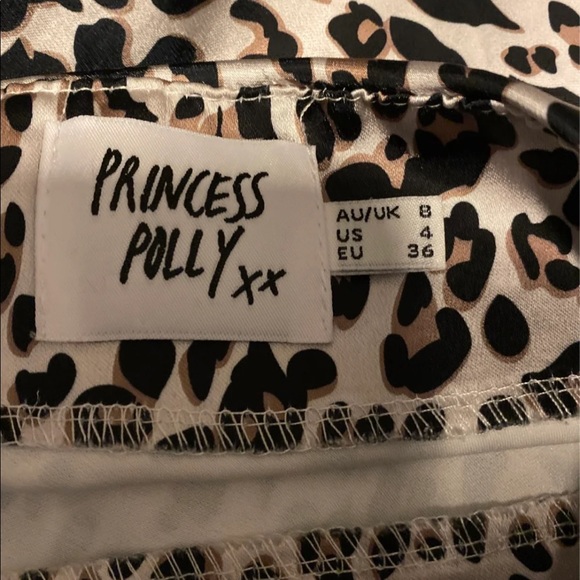 PRINCESS
POLLY xx
AU/UK 8
US 4
EU 36